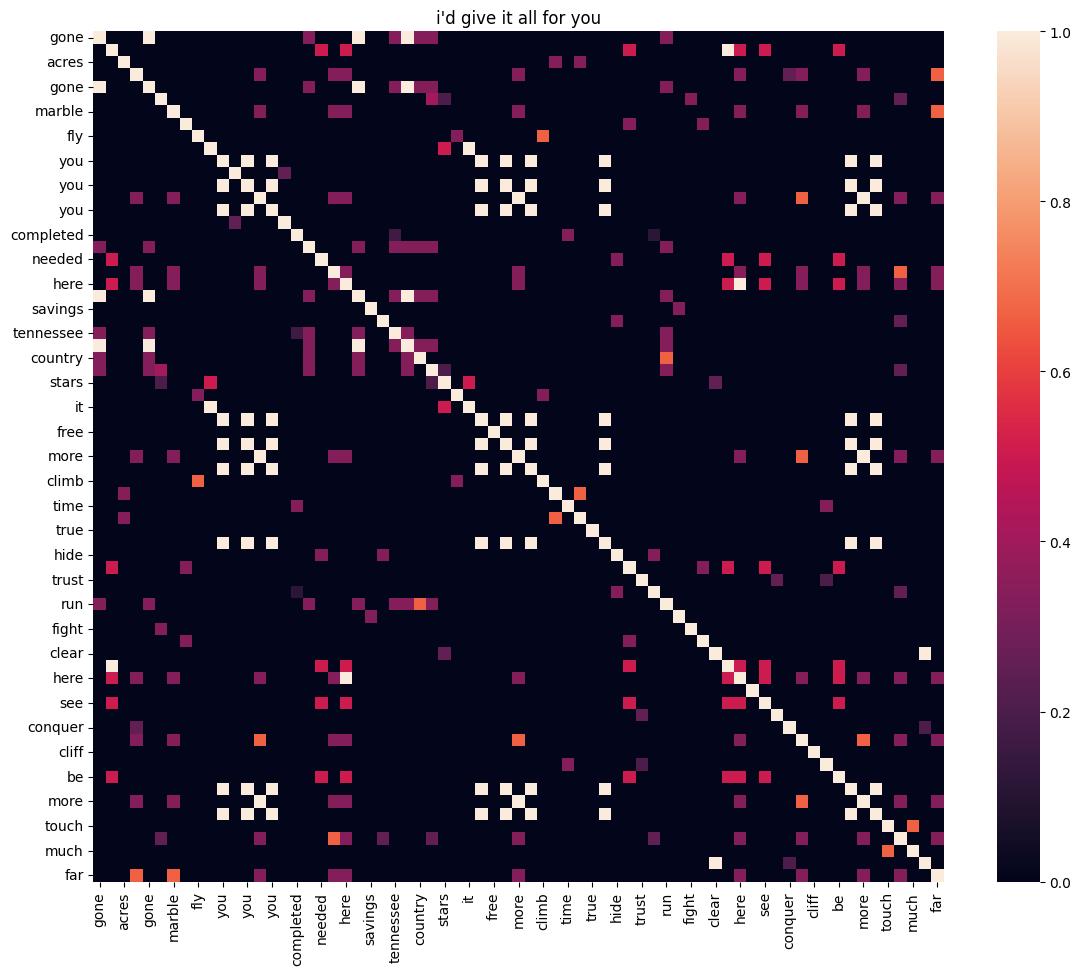 i'd give it all for you
gone
acres
gone
marble
fly
you
you
you
completed
needed
here
savings
tennessee
country
stars
it
free
more
climb
time
true
hide
trust
run
fight
clear
here
see
conquer
cliff
be
more
touch
much
far
gone
acres
gone
marble
fly
you
you
you
completed
needed
here
savings
tennessee
country
stars
it
free
more
climb
time
true
hide
trust
run
fight
clear
here
see
conquer
cliff
be
more
touch
much
far
1.0
0.8
0.6
0.4
0.2
0.0